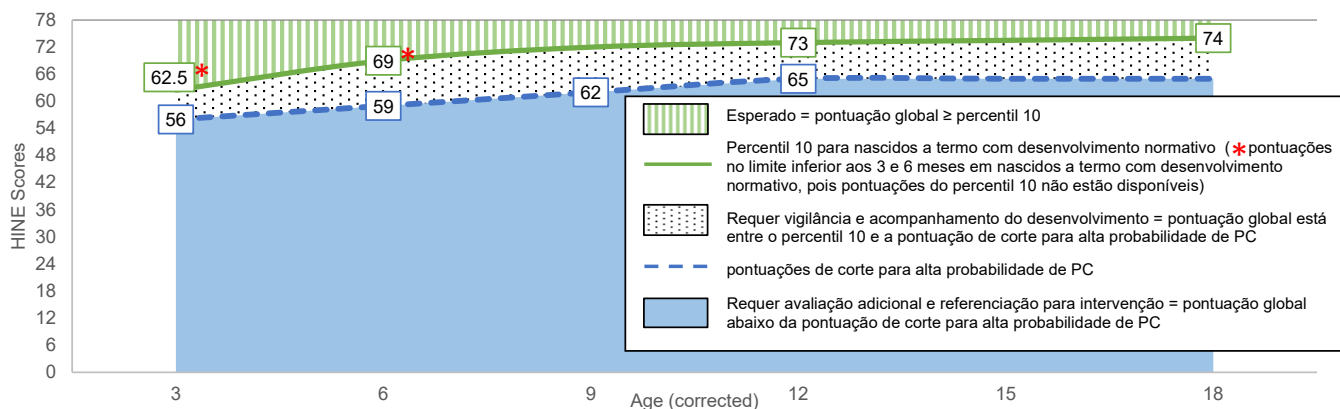 78
72
66
60
54
48
42
36
30
24
18
12
6
0
HINE Scores
62.5
*
69
*
73
74
56
59
62
65
Esperado = pontuação global ≥ percentil 10
Percentil 10 para nascidos a termo com desenvolvimento normativo ( * pontuações
no limite inferior aos 3 e 6 meses em nascidos a termo com desenvolvimento
normativo, pois pontuações do percentil 10 não estão disponíveis)
Requer vigilância e acompanhamento do desenvolvimento = pontuação global está
entre o percentil 10 e a pontuação de corte para alta probabilidade de PC
pontuações de corte para alta probabilidade de PC
Requer avaliação adicional e referenciação para intervenção = pontuação global
abaixo da pontuação de corte para alta probabilidade de PC
3 6 9 12 15 18
Age (corrected)